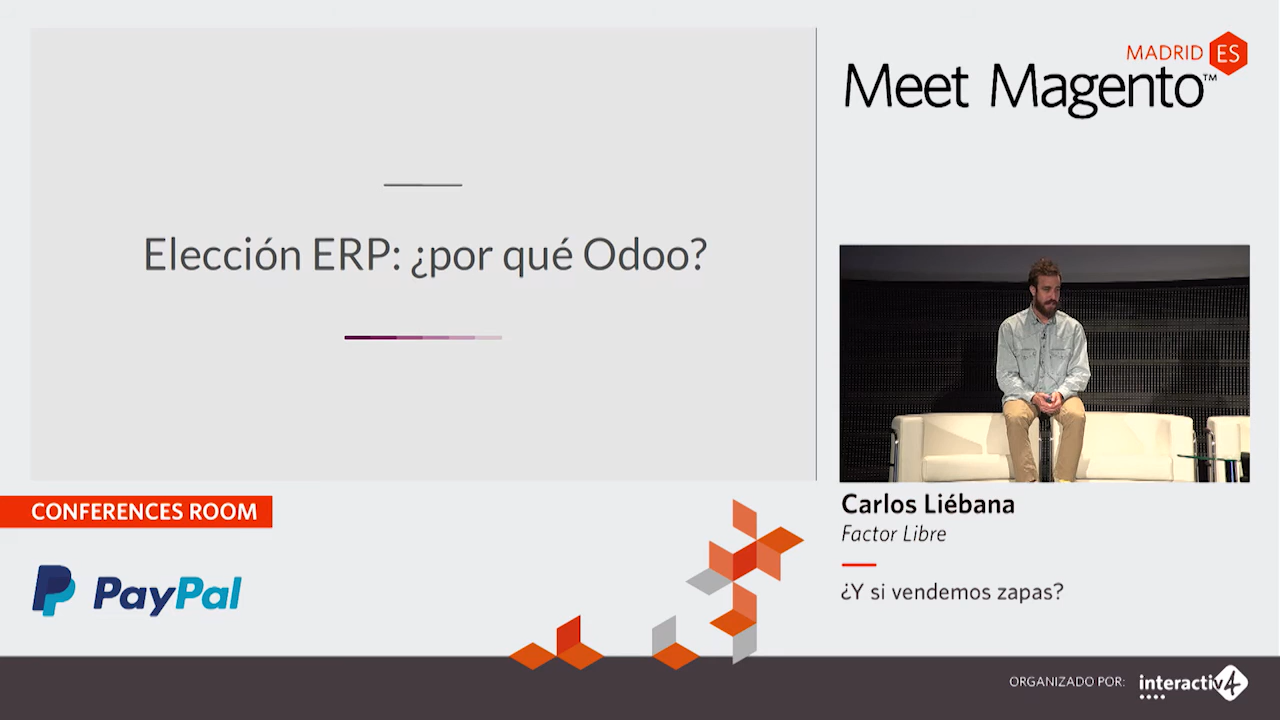 Elección ERP: ¿por qué Odoo?
MADRID ES
Meet Magento™
CONFERENCES ROOM
PayPal
Carlos Liébana
Factor Libre
¿Y si vendemos zapas?
ORGANIZADO POR: interactiv4